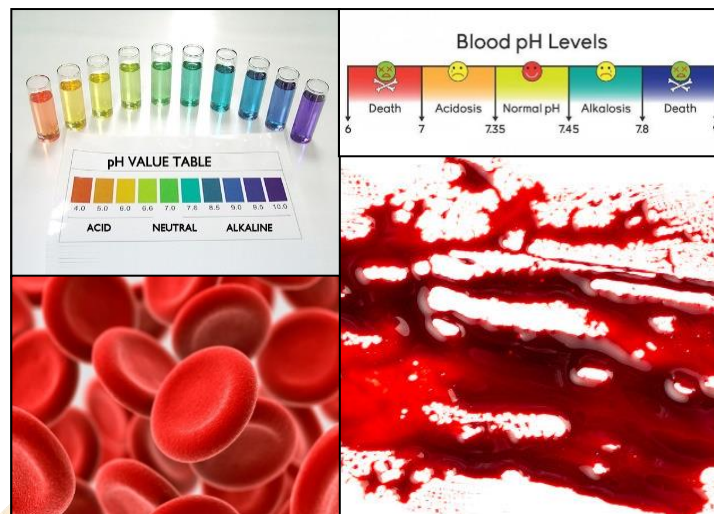 pH VALUE TABLE
4.0 5.0 6.0 6.6 7.0 7.6 8.5 9.0 9.5 10.0
ACID NEUTRAL ALKALINE
Blood pH Levels
Death Acidosis Normal pH Alkalosis Death
6 7 7.35 7.45 7.8